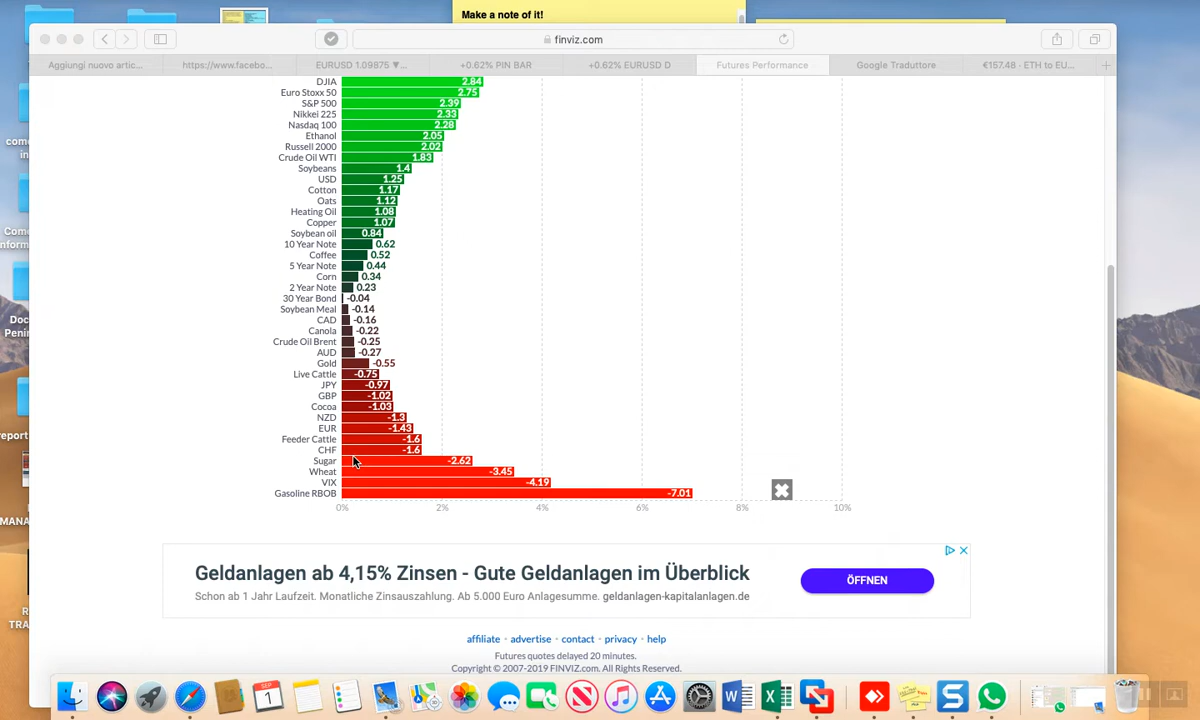 Make a note of it!
finviz.com
Aggiungi nuovo artic...
https://www.facebo...
EURUSD 1.09875 ▼...
+0.62% PIN BAR
+0.62% EURUSD D
Futures Performance
Google Traduttore
€157.48 · ETH to EU...
DJIA 2.84
Euro Stoxx 50 2.75
S&P 500 2.39
Nikkei 225 2.33
Nasdaq 100 2.28
Ethanol 2.05
Russell 2000 2.02
Crude Oil WTI 1.83
Soybeans 1.4
USD 1.25
Cotton 1.17
Oats 1.12
Heating Oil 1.08
Copper 1.07
Soybean oil 0.84
10 Year Note 0.62
Coffee 0.52
5 Year Note 0.44
Corn 0.34
2 Year Note 0.23
30 Year Bond -0.04
Soybean Meal -0.14
CAD -0.16
Canola -0.22
Crude Oil Brent -0.25
AUD -0.27
Gold -0.55
Live Cattle -0.75
JPY -0.97
GBP -1.02
Cocoa -1.03
NZD -1.3
EUR -1.43
Feeder Cattle -1.6
CHF -1.6
Sugar -2.62
Wheat -3.45
VIX -4.19
Gasoline RBOB -7.01
0% 2% 4% 6% 8% 10%
Geldanlagen ab 4,15% Zinsen - Gute Geldanlagen im Überblick
Schon ab 1 Jahr Laufzeit. Monatliche Zinsauszahlung. Ab 5.000 Euro Anlagesumme. geldanlagen-kapitalanlagen.de
ÖFFNEN
affiliate · advertise · contact · privacy · help
Futures quotes delayed 20 minutes.
Copyright © 2007-2019 FINVIZ.com. All Rights Reserved.
SEP
1